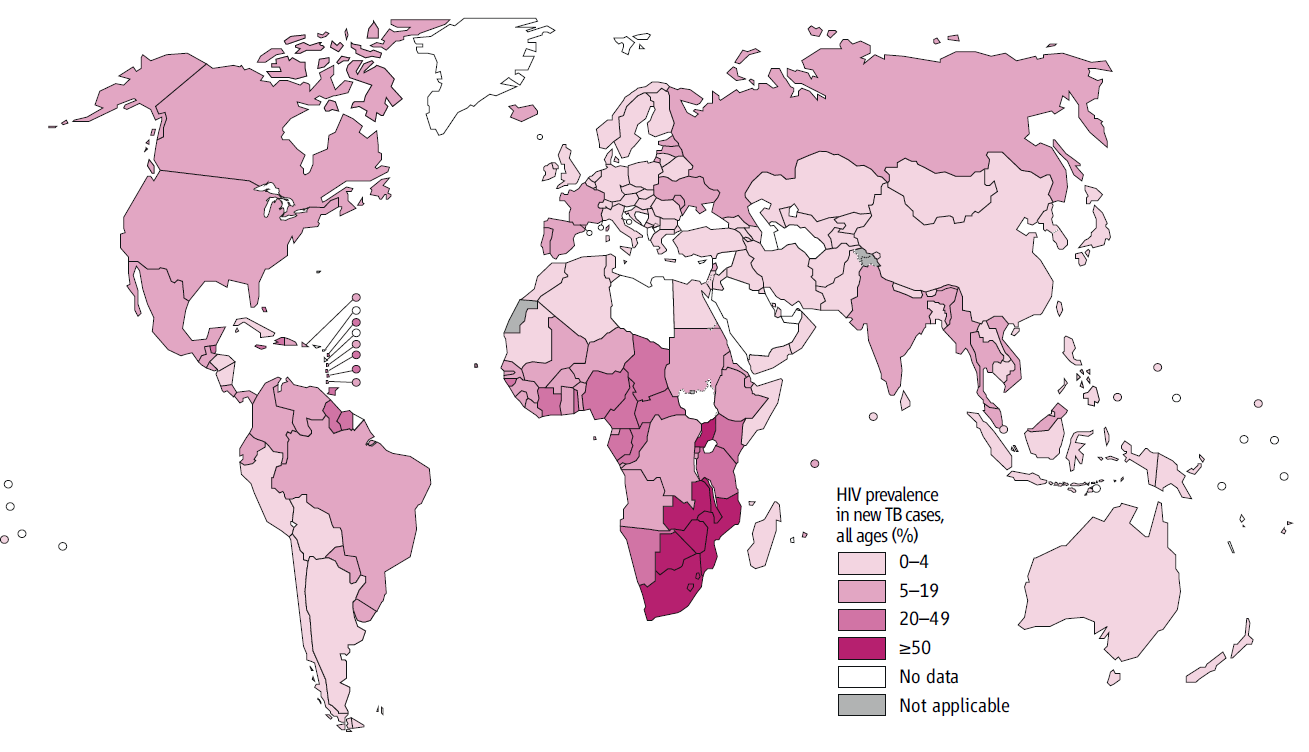 HIV prevalence
in new TB cases,
all ages (%)
0–4
5–19
20–49
≥50
No data
Not applicable